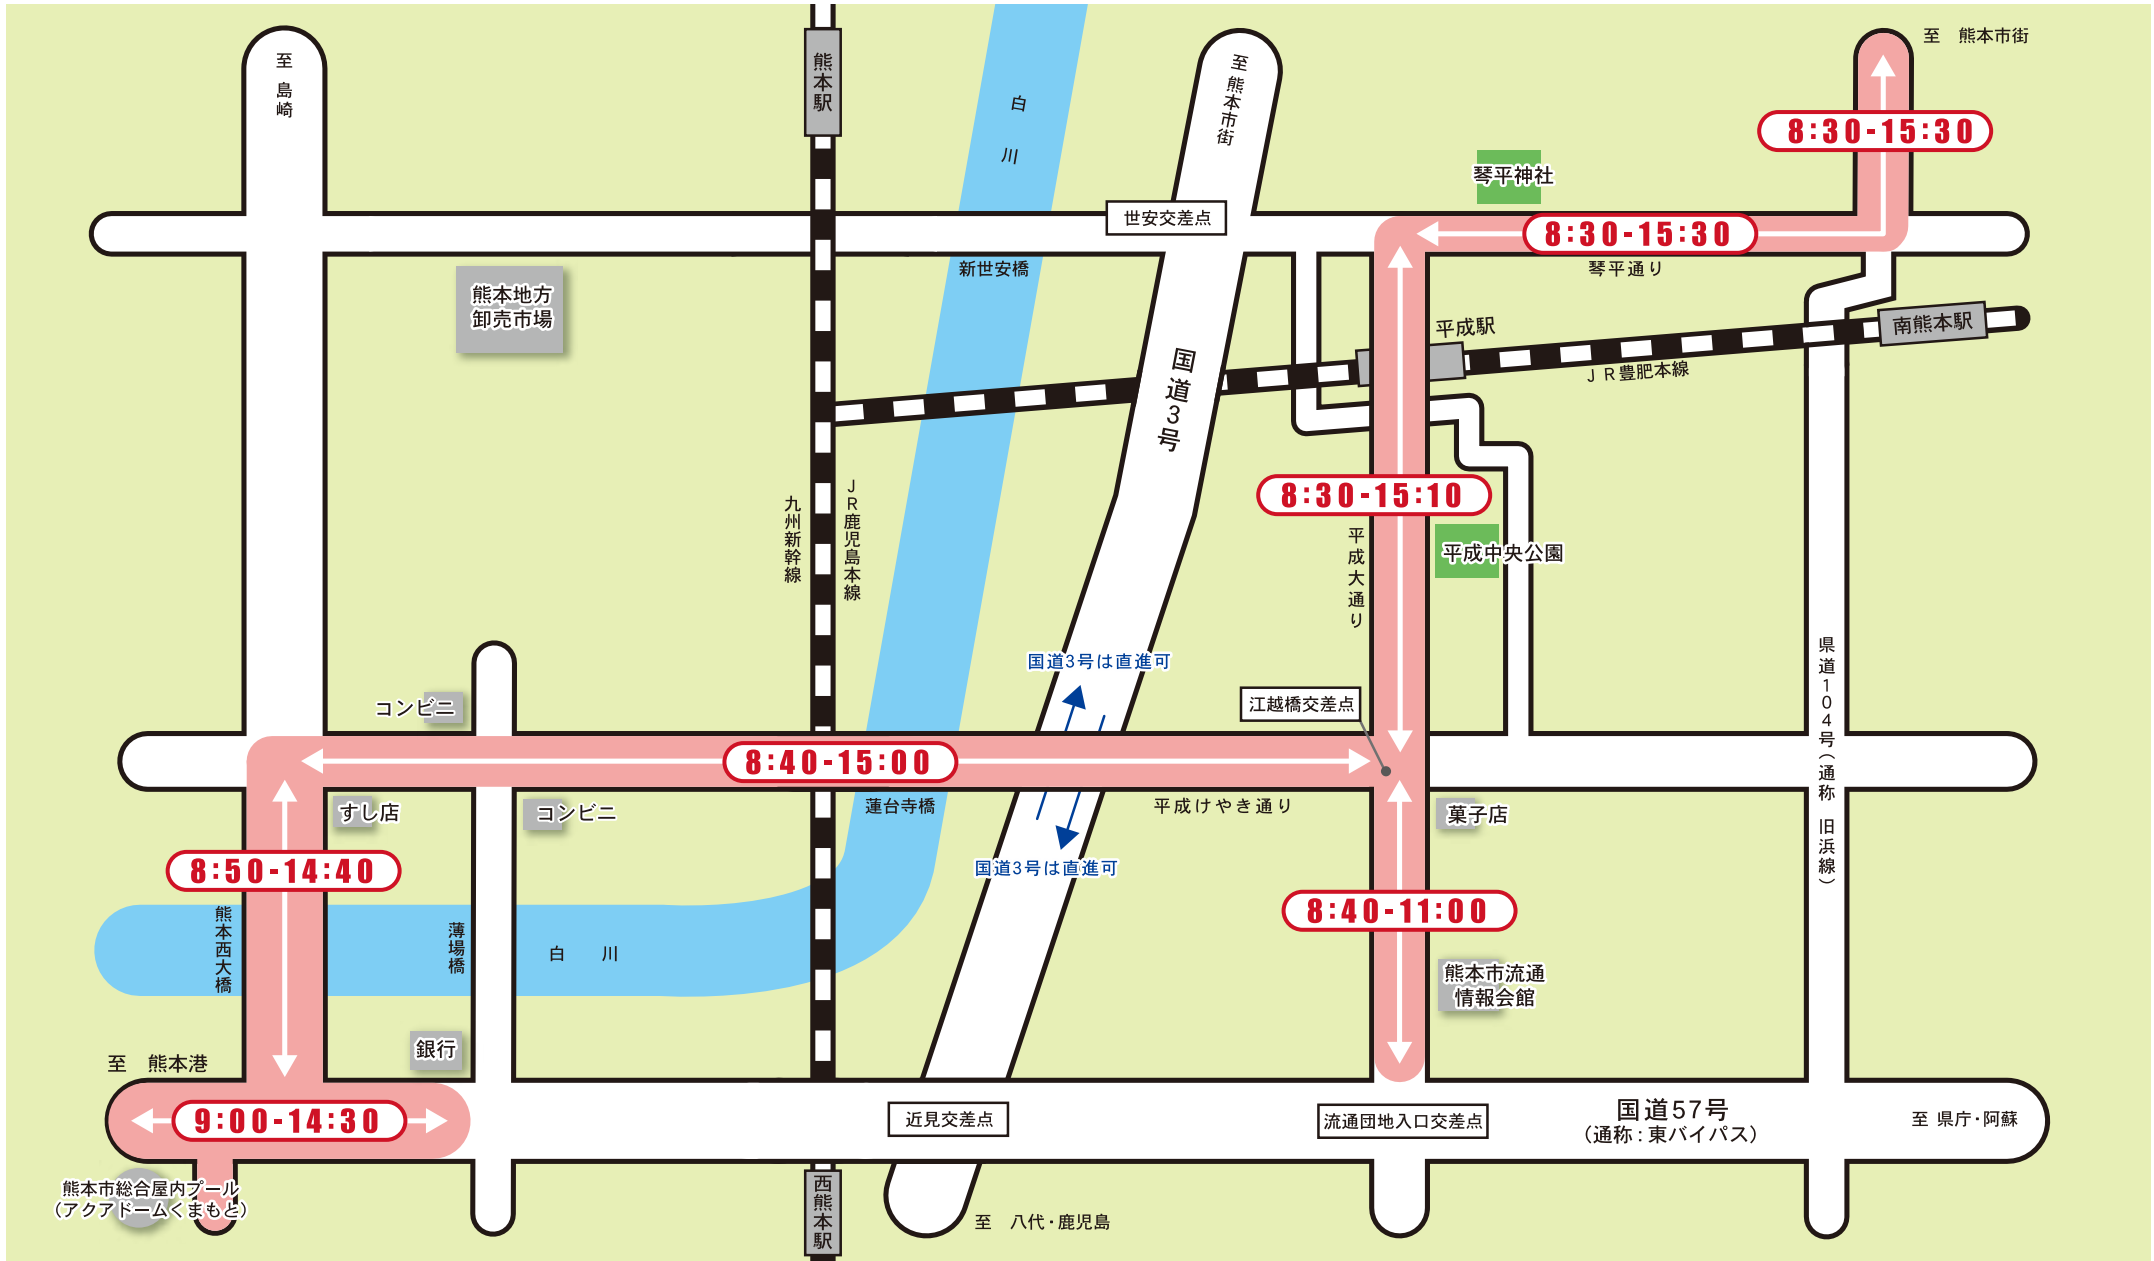 至 島崎
熊本駅
白川
至 熊本市街
至 熊本市街
8:30-15:30
琴平神社
世安交差点
8:30-15:30
新世安橋
琴平通り
熊本地方
卸売市場
平成駅
南熊本駅
JR豊肥本線
国道3号
九州新幹線
JR鹿児島本線
8:30-15:10
平成大通り
平成中央公園
国道3号は直進可
県道104号(通称 旧浜線)
コンビニ
江越橋交差点
8:40-15:00
すし店
コンビニ
蓮台寺橋
平成けやき通り
菓子店
8:50-14:40
国道3号は直進可
8:40-11:00
熊本西大橋
薄場橋
白川
熊本市流通
情報会館
銀行
至 熊本港
9:00-14:30
近見交差点
流通団地入口交差点
国道57号
(通称:東バイパス)
至 県庁・阿蘇
熊本市総合屋内プール
(アクアドームくまもと)
西熊本駅
至 八代・鹿児島